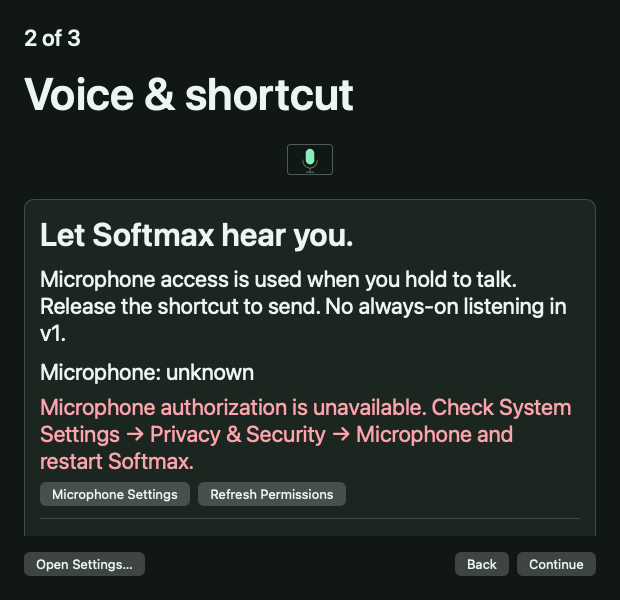 2 of 3
Voice & shortcut
Let Softmax hear you.
Microphone access is used when you hold to talk.
Release the shortcut to send. No always-on listening in
v1.
Microphone: unknown
Microphone authorization is unavailable. Check System
Settings → Privacy & Security → Microphone and
restart Softmax.
Microphone Settings
Refresh Permissions
Open Settings...
Back
Continue